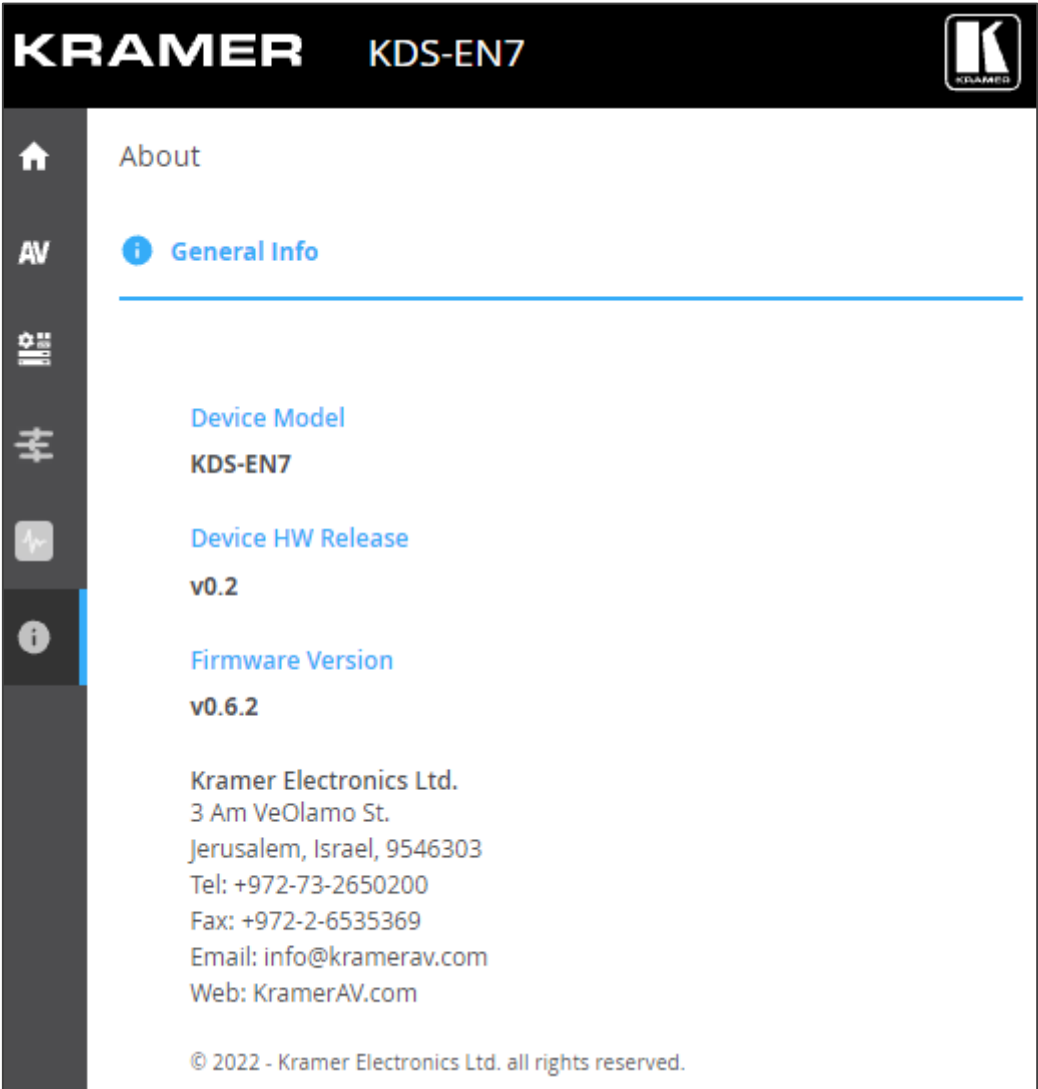 KRAMER KDS-EN7
KRAMER
About
AV
General Info
Device Model
KDS-EN7
Device HW Release
v0.2
Firmware Version
v0.6.2
Kramer Electronics Ltd.
3 Am VeOlamo St.
Jerusalem, Israel, 9546303
Tel: +972-73-2650200
Fax: +972-2-6535369
Email: info@kramerav.com
Web: KramerAV.com
© 2022 - Kramer Electronics Ltd. all rights reserved.